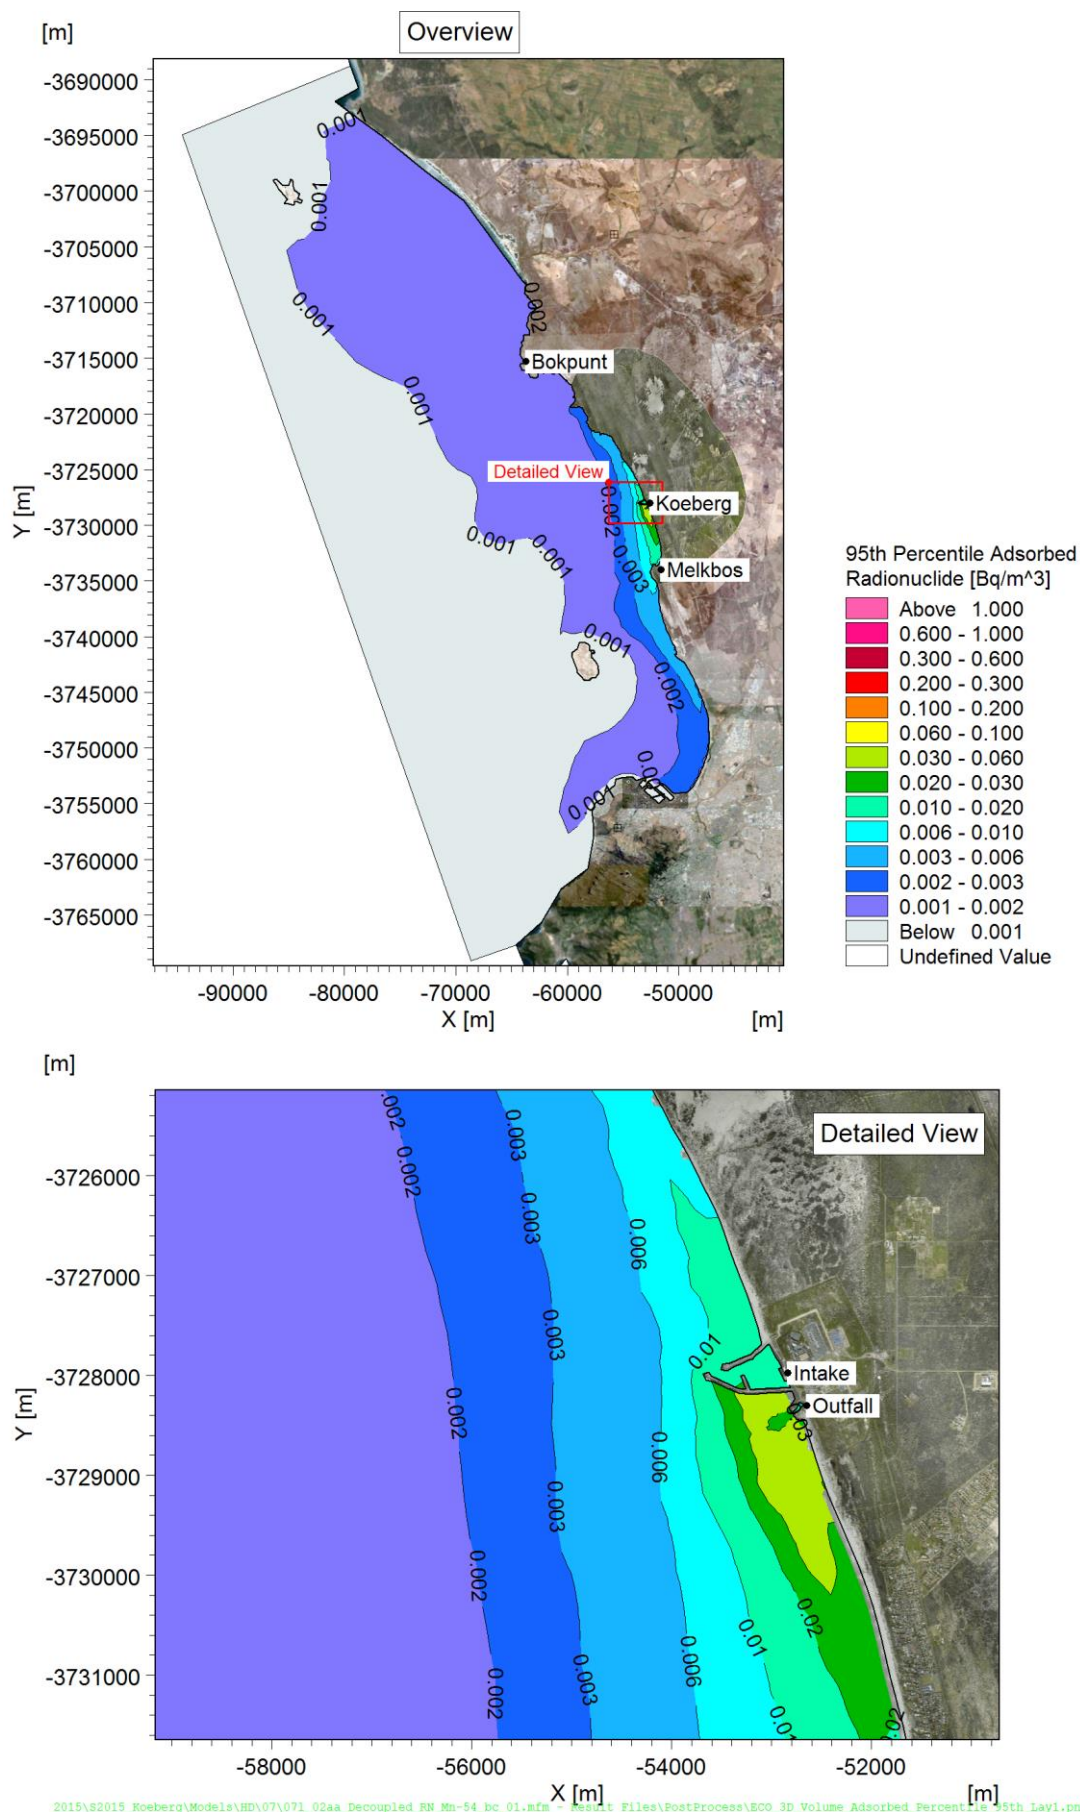 Overview
[m]
-3690000
-3695000
-3700000
-3705000
-3710000
-3715000
-3720000
-3725000
-3730000
-3735000
-3740000
-3745000
-3750000
-3755000
-3760000
-3765000
Y [m]
0.001
0.001
0.001
0.002
Bokpunt
0.001
Detailed View
0.002
Koeberg
0.001
0.001
0.003
Melkbos
0.001
0.002
0.001
-90000
-80000
-70000
-60000
-50000
X [m]
[m]
95th Percentile Adsorbed
Radionuclide [Bq/m^3]
Above 1.000
0.600 - 1.000
0.300 - 0.600
0.200 - 0.300
0.100 - 0.200
0.060 - 0.100
0.030 - 0.060
0.020 - 0.030
0.010 - 0.020
0.006 - 0.010
0.003 - 0.006
0.002 - 0.003
0.001 - 0.002
Below 0.001
Undefined Value
[m]
Detailed View
-3726000
-3727000
-3728000
-3729000
-3730000
-3731000
Y [m]
.002
0.003
0.002
0.003
0.006
0.003
0.01
Intake
Outfall
0.002
0.006
0.003
0.002
0.02
0.01
0.006
0.003
0.002
0.01
0.02
-58000
-56000
-54000
-52000
X [m]
[m]